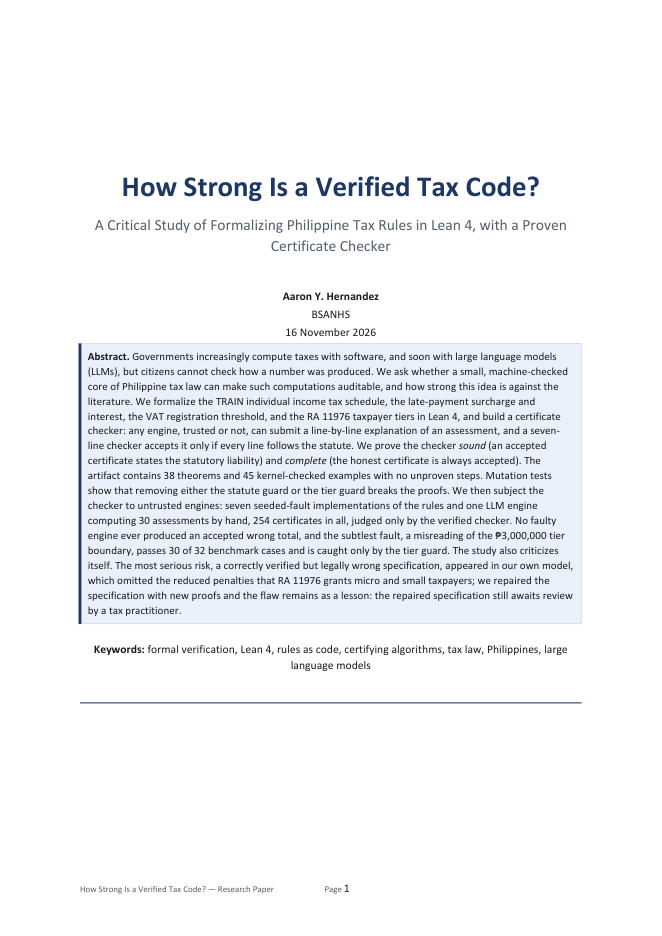 How Strong Is a Verified Tax Code?
A Critical Study of Formalizing Philippine Tax Rules in Lean 4, with a Proven
Certificate Checker
Aaron Y. Hernandez
BSANHS
16 November 2026
Abstract. Governments increasingly compute taxes with software, and soon with large language models
(LLMs), but citizens cannot check how a number was produced. We ask whether a small, machine-checked
core of Philippine tax law can make such computations auditable, and how strong this idea is against the
literature. We formalize the TRAIN individual income tax schedule, the late-payment surcharge and
interest, the VAT registration threshold, and the RA 11976 taxpayer tiers in Lean 4, and build a certificate
checker: any engine, trusted or not, can submit a line-by-line explanation of an assessment, and a seven-
line checker accepts it only if every line follows the statute. We prove the checker sound (an accepted
certificate states the statutory liability) and complete (the honest certificate is always accepted). The
artifact contains 38 theorems and 45 kernel-checked examples with no unproven steps. Mutation tests
show that removing either the statute guard or the tier guard breaks the proofs. We then subject the
checker to untrusted engines: seven seeded-fault implementations of the rules and one LLM engine
computing 30 assessments by hand, 254 certificates in all, judged only by the verified checker. No faulty
engine ever produced an accepted wrong total, and the subtlest fault, a misreading of the ₱3,000,000 tier
boundary, passes 30 of 32 benchmark cases and is caught only by the tier guard. The study also criticizes
itself. The most serious risk, a correctly verified but legally wrong specification, appeared in our own model,
which omitted the reduced penalties that RA 11976 grants micro and small taxpayers; we repaired the
specification with new proofs and the flaw remains as a lesson: the repaired specification still awaits review
by a tax practitioner.
Keywords: formal verification, Lean 4, rules as code, certifying algorithms, tax law, Philippines, large
language models
How Strong Is a Verified Tax Code? — Research Paper Page 1